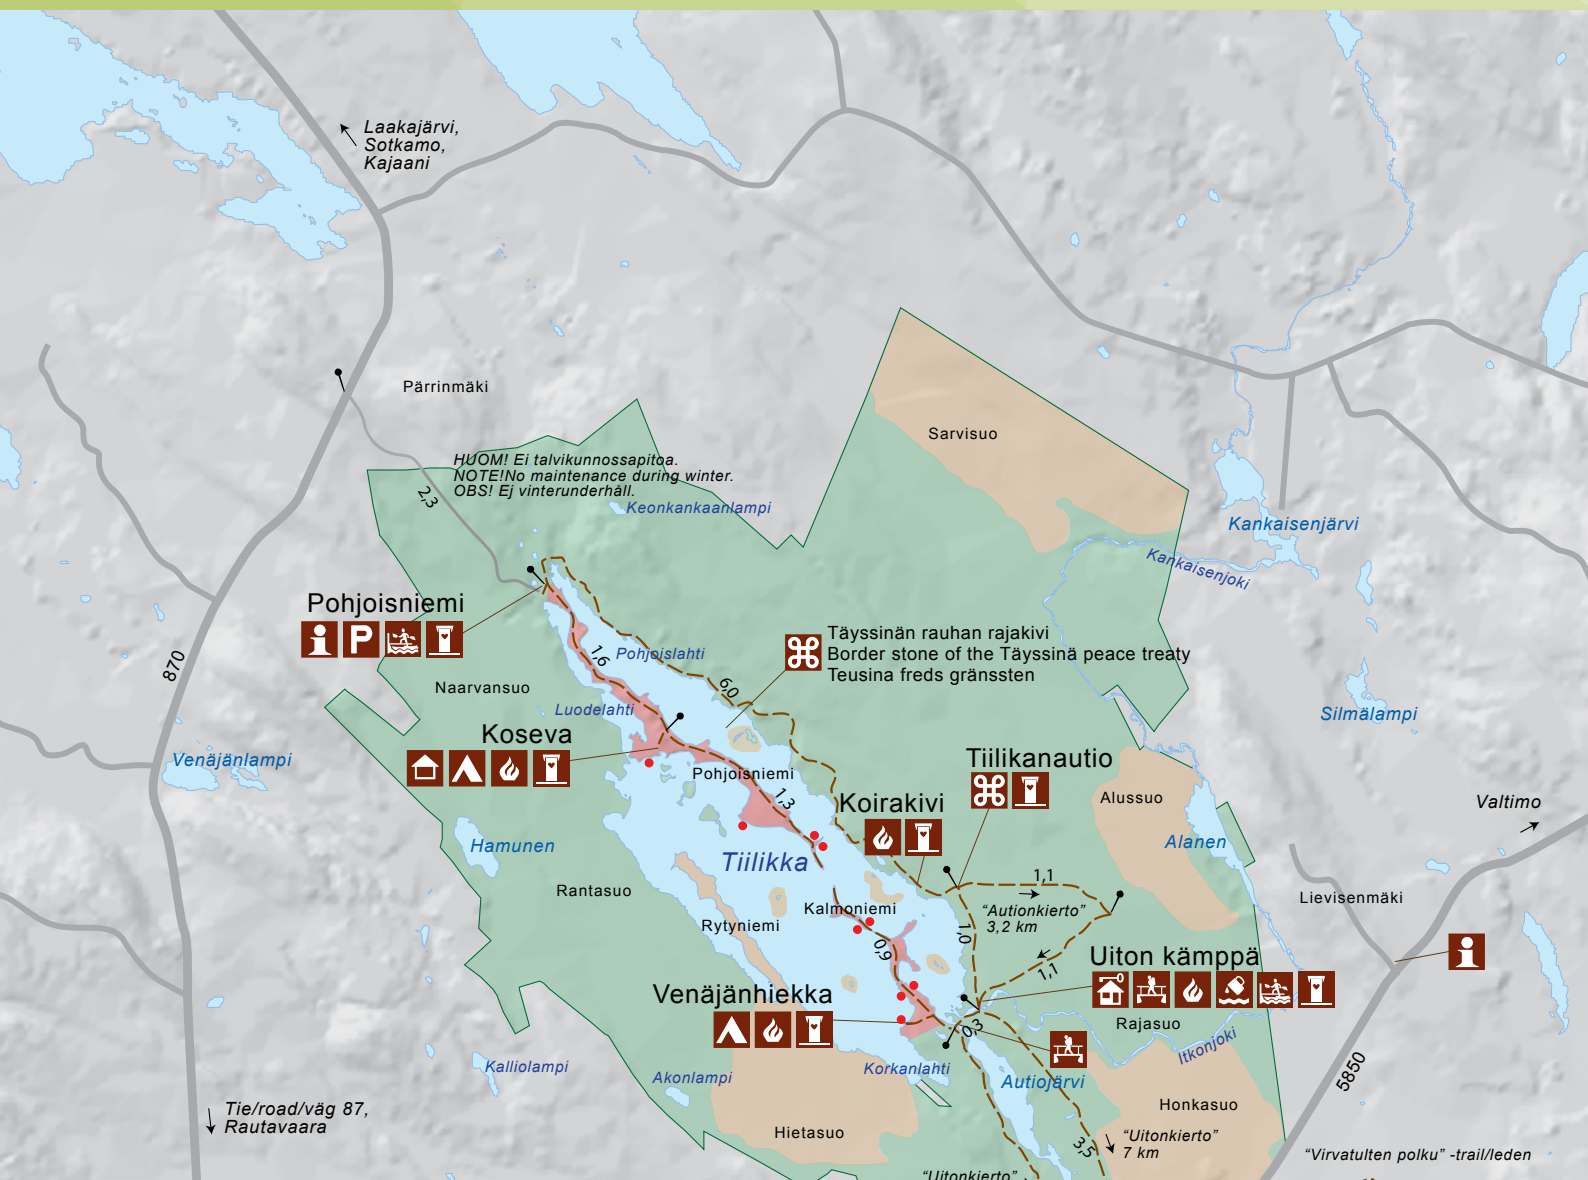 Laakajärvi,
Sotkamo,
Kajaani
Pärrinmäki
Sarvisuo
HUOM! Ei talvikunnossapitoa.
NOTE!No maintenance during winter.
OBS! Ej vinterunderhåll.
2,3
Keonkankaanlampi
Kankaisenjärvi
Kankaisenjoki
Pohjoisniemi
P
Täyssinän rauhan rajakivi
Border stone of the Täyssinä peace treaty
Teusina freds gränssten
1,6
Pohjoislahti
870
6,0
Naarvansuo
Luodelahti
Silmälampi
Koseva
Venäjänlampi
Tiilikanautio
Pohjoisniemi
1,3
Koirakivi
Alussuo
Valtimo
Hamunen
Alanen
Tiilikka
1,1
Rantasuo
Lievisenmäki
Kalmoniemi
"Autionkierto"
3,2 km
Rytyniemi
1,0
0,9
Uiton kämppä
1,1
Venäjänhiekka
0,3
Rajasuo
Itkonjoki
Kalliolampi
Akonlampi
Korkanlahti
Autiojärvi
5850
Honkasuo
Tie/road/väg 87,
Rautavaara
Hietasuo
3,5
"Uitonkierto"
7 km
"Virvatulten polku" -trail/leden
"Uitonkierto"